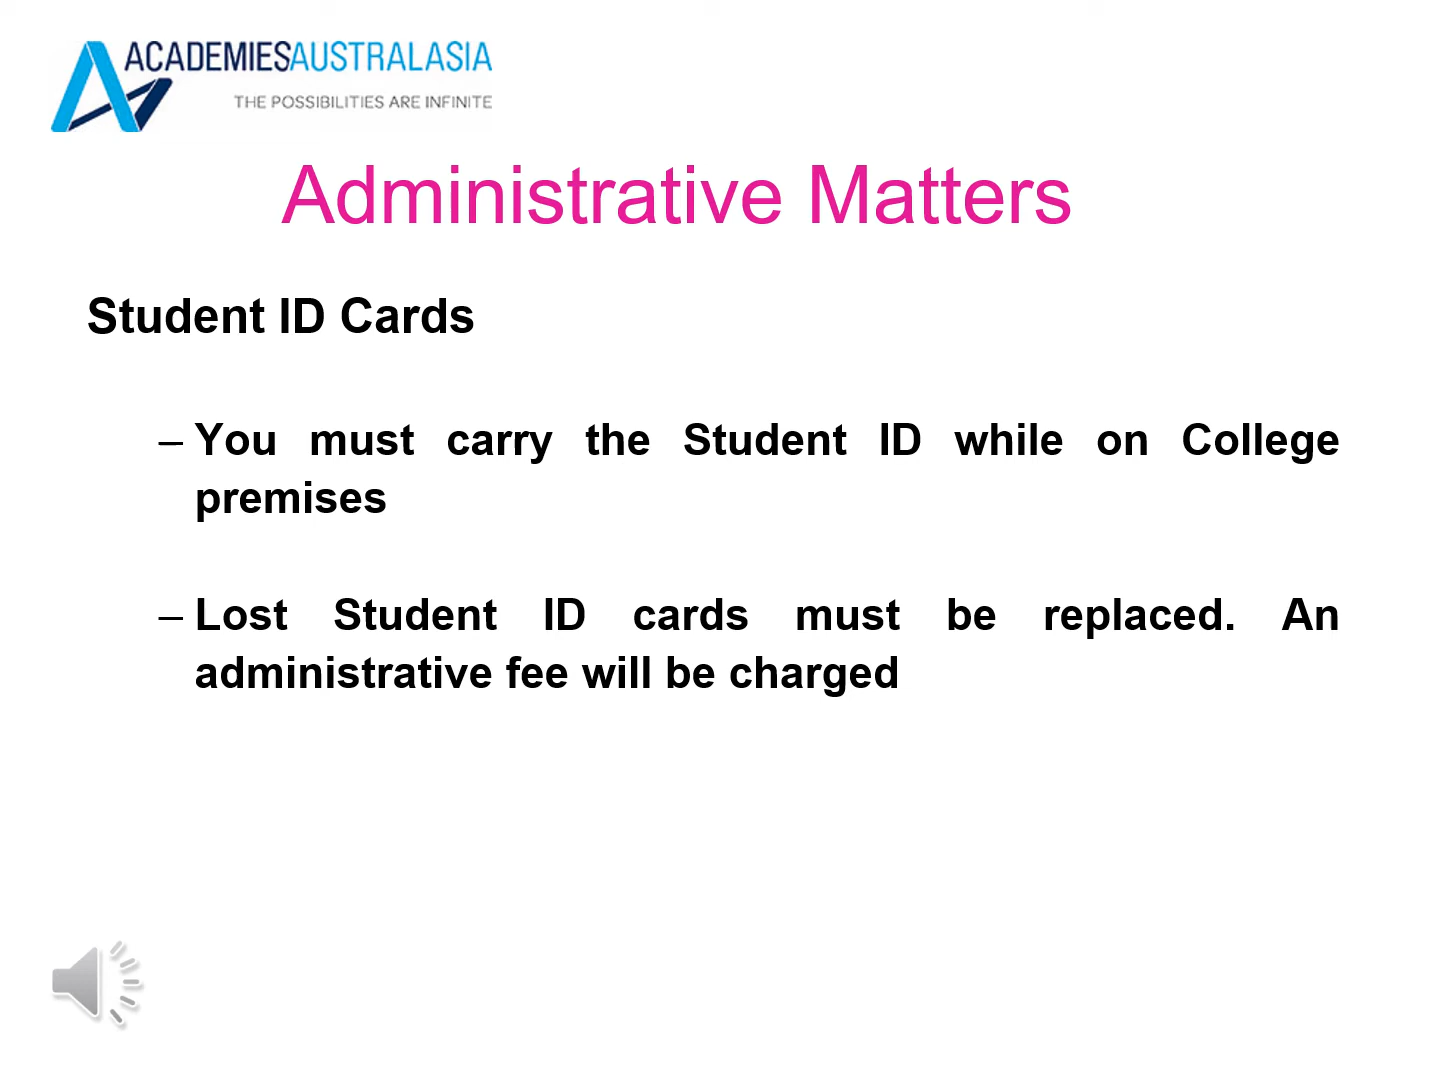 ACADEMIESAUSTRALASIA
THE POSSIBILITIES ARE INFINITE
Administrative Matters
Student ID Cards
– You must carry the Student ID while on College
premises
– Lost Student ID cards must be replaced. An
administrative fee will be charged